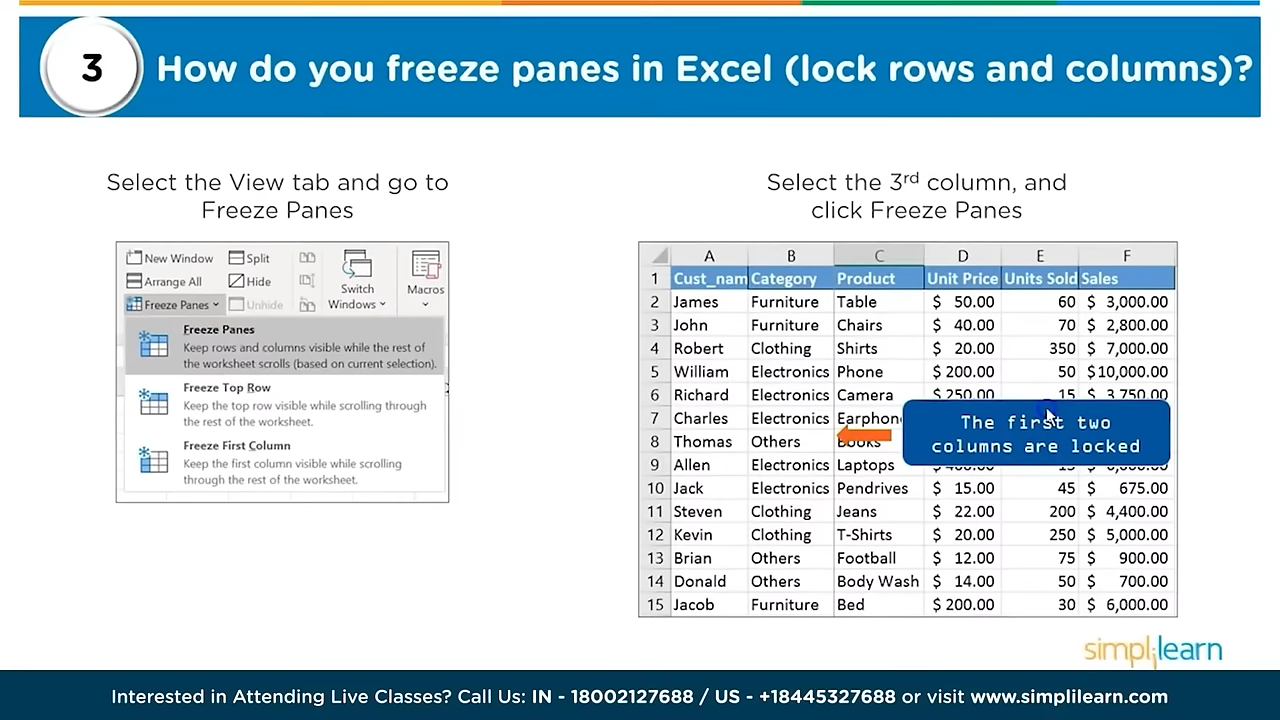 3
How do you freeze panes in Excel (lock rows and columns)?
Select the View tab and go to
Freeze Panes
New Window Split
Arrange All Hide
Freeze Panes Unhide
Switch
Windows
Macros
Freeze Panes
Keep rows and columns visible while the rest of
the worksheet scrolls (based on current selection).
Freeze Top Row
Keep the top row visible while scrolling through
the rest of the worksheet.
Freeze First Column
Keep the first column visible while scrolling
through the rest of the worksheet.
Select the 3rd column, and
click Freeze Panes
A B C D E F
1 Cust_nam Category Product Unit Price Units Sold Sales
2 James Furniture Table $ 50.00 60 $ 3,000.00
3 John Furniture Chairs $ 40.00 70 $ 2,800.00
4 Robert Clothing Shirts $ 20.00 350 $ 7,000.00
5 William Electronics Phone $ 200.00 50 $10,000.00
6 Richard Electronics Camera $ 250.00 15 $ 3,750.00
7 Charles Electronics Earphon
8 Thomas Others Books
9 Allen Electronics Laptops
10 Jack Electronics Pendrives $ 15.00 45 $ 675.00
11 Steven Clothing Jeans $ 22.00 200 $ 4,400.00
12 Kevin Clothing T-Shirts $ 20.00 250 $ 5,000.00
13 Brian Others Football $ 12.00 75 $ 900.00
14 Donald Others Body Wash $ 14.00 50 $ 700.00
15 Jacob Furniture Bed $ 200.00 30 $ 6,000.00
The first two
columns are locked
simplilearn
Interested in Attending Live Classes? Call Us: IN - 18002127688 / US - +18445327688 or visit www.simplilearn.com